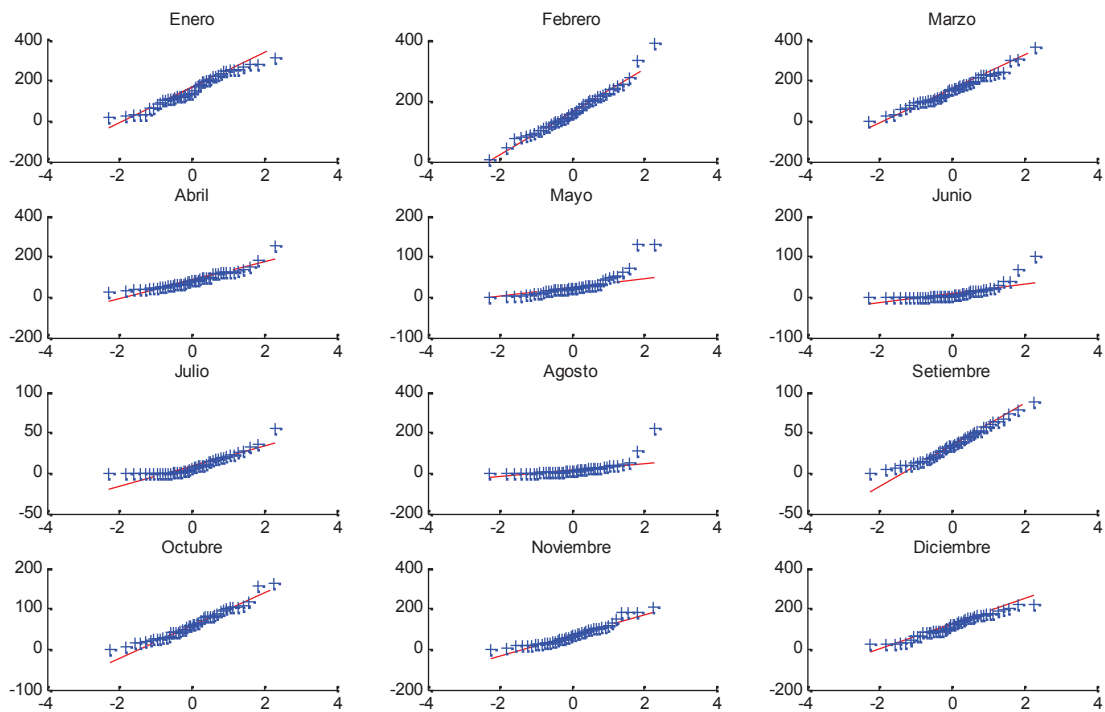 Enero Febrero Marzo
400 400 400
200 200
0 200 0
-200 0 -200
-4 -2 0 2 4 -4 -2 0 2 4 -4 -2 0 2 4
Abril Mayo Junio
400 200 200
200 100 100
0 0 0
-200 -100 -100
-4 -2 0 2 4 -4 -2 0 2 4 -4 -2 0 2 4
Julio Agosto Setiembre
100 400 100
50 200 50
0 0 0
-50 -200 -50
-4 -2 0 2 4 -4 -2 0 2 4 -4 -2 0 2 4
Octubre Noviembre Diciembre
200 400 400
100 200 200
0 0 0
-100 -200 -200
-4 -2 0 2 4 -4 -2 0 2 4 -4 -2 0 2 4